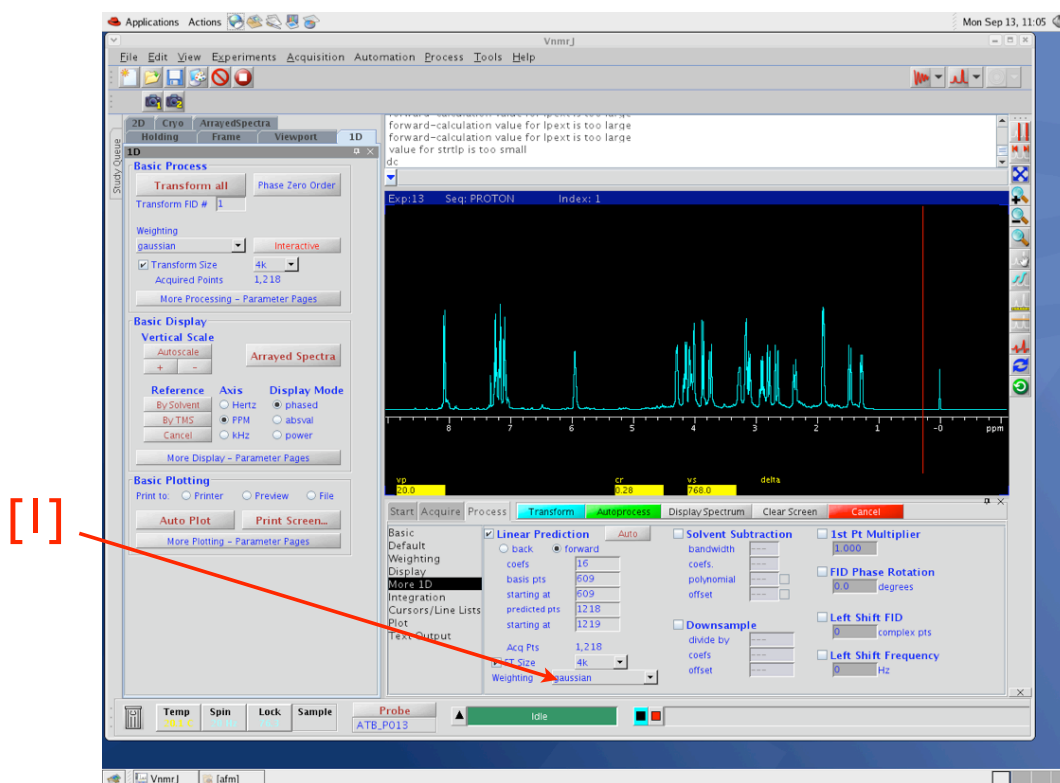 Applications Actions Mon Sep 13, 11:05
VnmrJ
File Edit View Experiments Acquisition Automation Process Tools Help
1 2
2D Cryo ArrayedSpectra
Holding Frame Viewport 1D
Study Queue
1D
Basic Process
Transform all Phase Zero Order
Transform FID # 1
Weighting
gaussian Interactive
Transform Size 4k
Acquired Points 1,218
More Processing - Parameter Pages
Basic Display
Vertical Scale
Autoscale
+ -
Arrayed Spectra
Reference Axis Display Mode
By Solvent Hertz phased
By TMS PPM absval
Cancel kHz power
More Display - Parameter Pages
Basic Plotting
Print to: Printer Preview File
Auto Plot Print Screen...
More Plotting - Parameter Pages
[1]
forward-calculation value for lpext is too large
forward-calculation value for lpext is too large
forward-calculation value for lpext is too large
value for strtlp is too small
dc
Exp:13 Seq: PROTON Index: 1
8 7 6 5 4 3 2 1 -0 ppm
vp cr vs delta
20.0 0.28 768.0
Start Acquire Process Transform Autoprocess Display Spectrum Clear Screen Cancel
Basic
Default
Weighting
Display
More 1D
Integration
Cursors/Line Lists
Plot
Text Output
Linear Prediction Auto
back forward
coefs 16
basis pts 609
starting at 609
predicted pts 1218
starting at 1219
Acq Pts 1,218
FT Size 4k
Weighting gaussian
Solvent Subtraction
bandwidth ---
coefs. ---
polynomial ---
offset ---
Downsample
divide by ---
coefs ---
offset ---
1st Pt Multiplier
1.000
FID Phase Rotation
0.0 degrees
Left Shift FID
0 complex pts
Left Shift Frequency
0 Hz
Temp Spin Lock Sample Probe
ATB_P013
Idle
VnmrJ [afm]